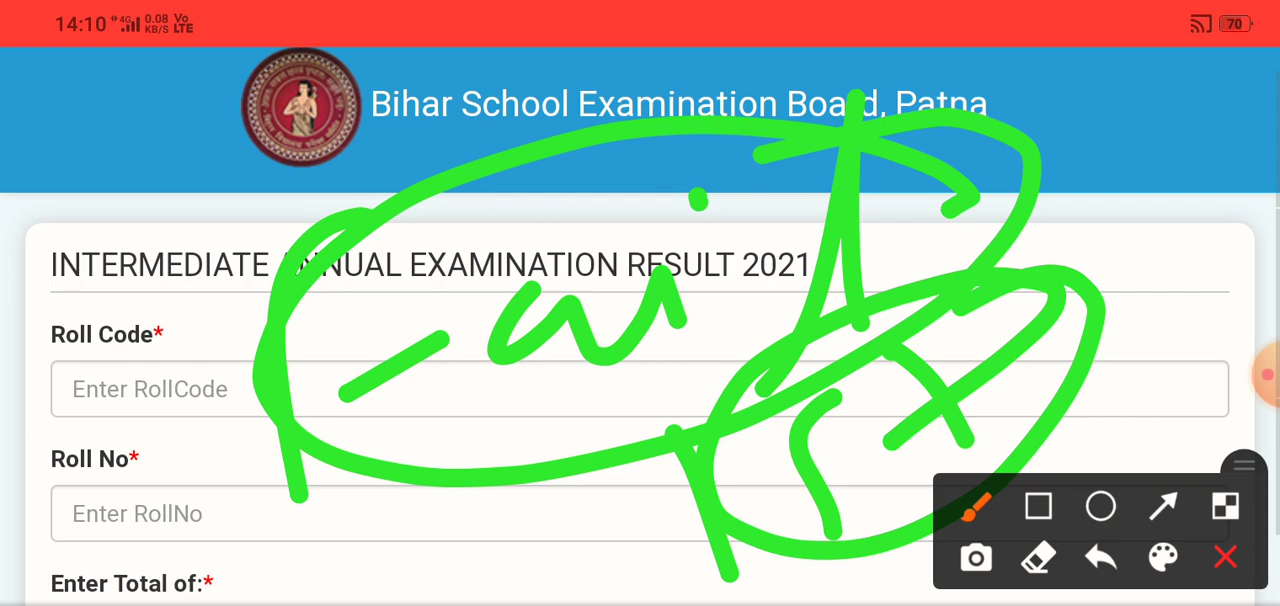 14:10 4G 0.08 KB/S Vo LTE 70
Bihar School Examination Board, Patna
INTERMEDIATE ANNUAL EXAMINATION RESULT 2021
Roll Code*
Enter RollCode
Roll No*
Enter RollNo
Enter Total of:*